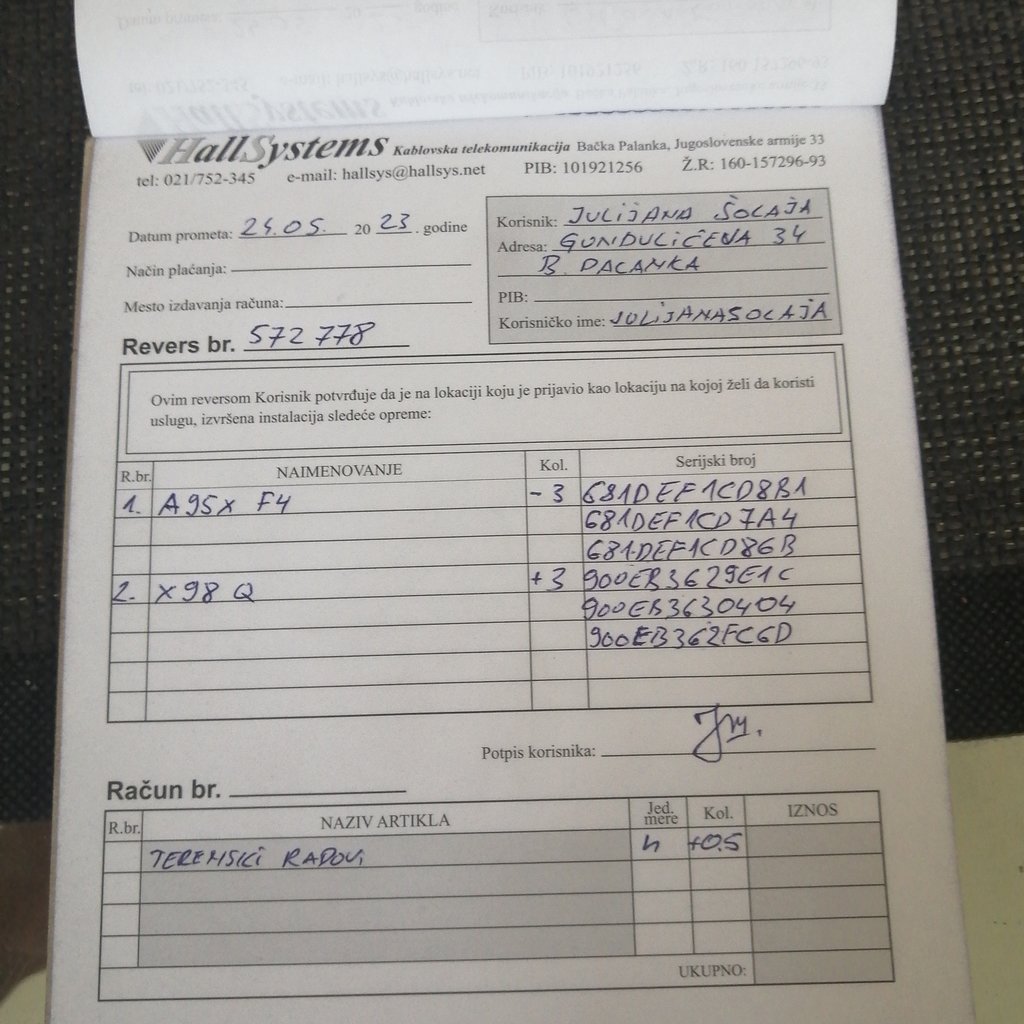 HallSystems Kablovska telekomunikacija Bačka Palanka, Jugoslovenske armije 33
tel: 021/752-345 e-mail: hallsys@hallsys.net PIB: 101921256 Ž.R: 160-157296-93
Datum prometa: 24.05. 20 23. godine
Način plaćanja:
Mesto izdavanja računa:
Revers br. 572 778
Korisnik: JULIJANA ŠOLAJA
Adresa: GUNDULIĆEVA 34
B. PALANKA
PIB:
Korisničko ime: JULIJANASOLAJA
Ovim reversom Korisnik potvrđuje da je na lokaciji koju je prijavio kao lokaciju na kojoj želi da koristi
uslugu, izvršena instalacija sledeće opreme:
R.br. NAIMENOVANJE Kol. Serijski broj
1. A95X F4 -3 681DEF1CD8B1
681DEF1CD7A4
681DEF1CD86B
2. X98 Q +3 900EB3629E1C
900EB3630404
900EB362FC6D
Potpis korisnika:
Račun br.
R.br. NAZIV ARTIKLA Jed. mere Kol. IZNOS
TERENSKI RADOVI h +0.5
UKUPNO: